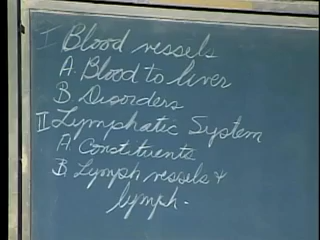 I Blood vessels
A. Blood to liver
B. Disorders
II Lymphatic System
A. Constituents
B. Lymph vessels &
lymph.